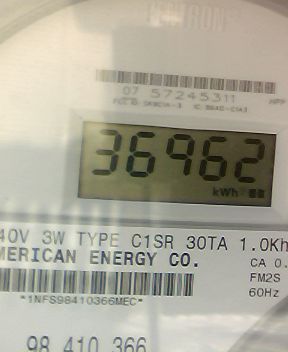 CENTRON
07 57245311
36962
kWh
40V 3W TYPE C1SR 30TA 1.0Kh
MERICAN ENERGY CO.
CA 0.
FM2S
60Hz
*1NFS98410366MEC*
98 410 366